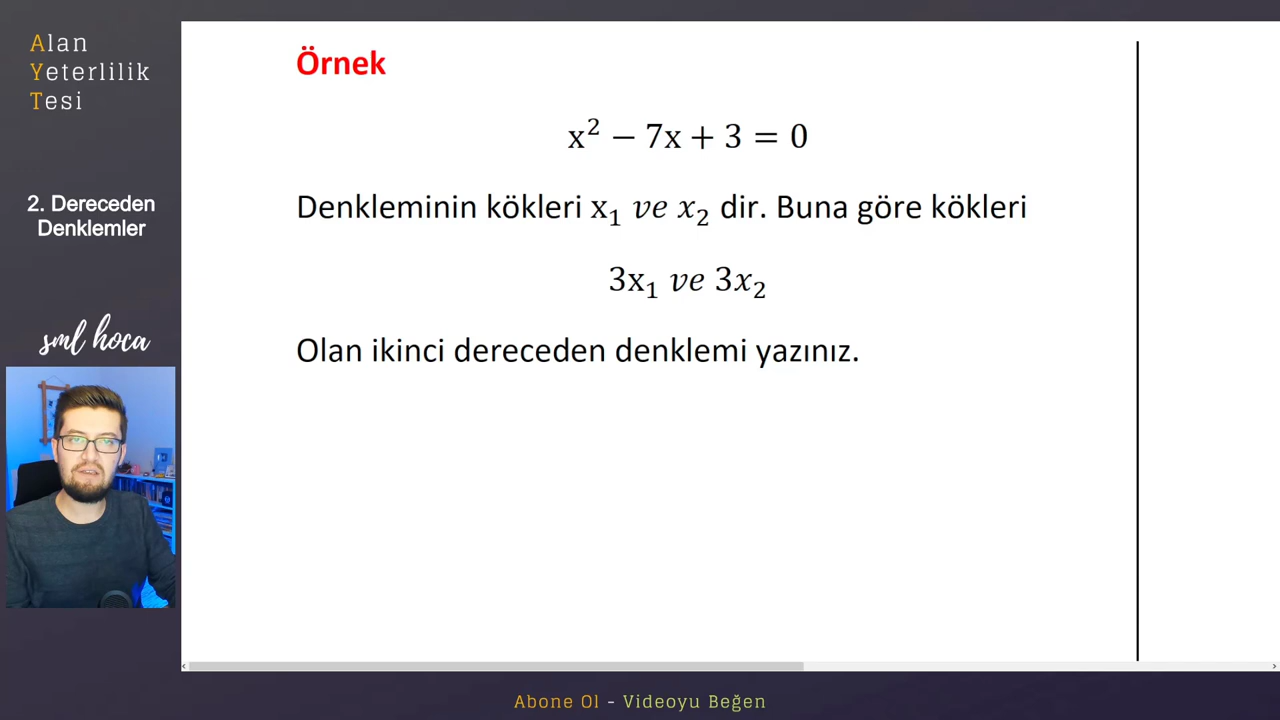 Alan
Yeterlilik
Tesi
2. Dereceden
Denklemler
sml hoca
Örnek
x² − 7x + 3 = 0
Denkleminin kökleri x₁ ve x₂ dir. Buna göre kökleri
3x₁ ve 3x₂
Olan ikinci dereceden denklemi yazınız.
Abone Ol - Videoyu Beğen